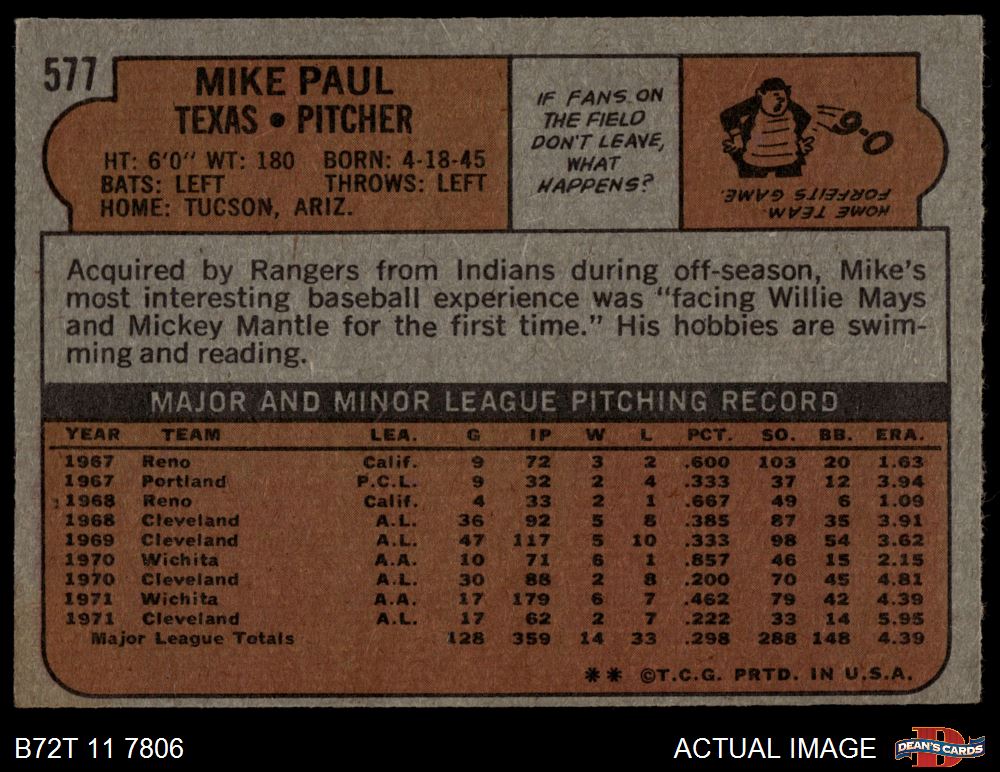 577
MIKE PAUL
TEXAS • PITCHER
HT: 6'0" WT: 180 BORN: 4-18-45
BATS: LEFT THROWS: LEFT
HOME: TUCSON, ARIZ.
IF FANS ON
THE FIELD
DON'T LEAVE,
WHAT
HAPPENS?
9-0
HOME TEAM
FORFEITS GAME.
Acquired by Rangers from Indians during off-season, Mike's
most interesting baseball experience was "facing Willie Mays
and Mickey Mantle for the first time." His hobbies are swim-
ming and reading.
MAJOR AND MINOR LEAGUE PITCHING RECORD
YEAR TEAM LEA. G IP W L PCT. SO. BB. ERA.
1967 Reno Calif. 9 72 3 2 .600 103 20 1.63
1967 Portland P.C.L. 9 32 2 4 .333 37 12 3.94
1968 Reno Calif. 4 33 2 1 .667 49 6 1.09
1968 Cleveland A.L. 36 92 5 8 .385 87 35 3.91
1969 Cleveland A.L. 47 117 5 10 .333 98 54 3.62
1970 Wichita A.A. 10 71 6 1 .857 46 15 2.15
1970 Cleveland A.L. 30 88 2 8 .200 70 45 4.81
1971 Wichita A.A. 17 179 6 7 .462 79 42 4.39
1971 Cleveland A.L. 17 62 2 7 .222 33 14 5.95
Major League Totals 128 359 14 33 .298 288 148 4.39
** ©T.C.G. PRTD. IN U.S.A.
B72T 11 7806
ACTUAL IMAGE
DEAN'S CARDS